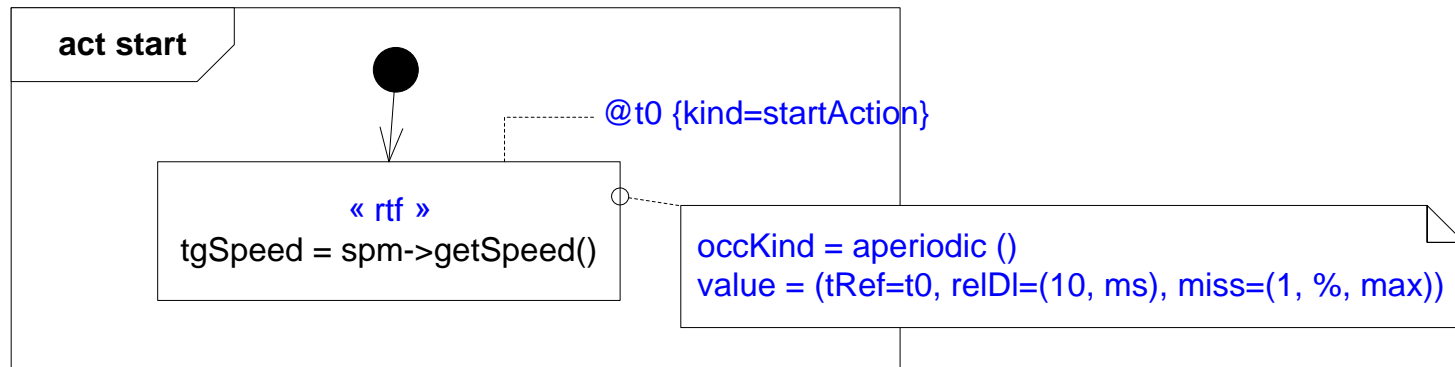 act start
@t0 {kind=startAction}
« rtf »
tgSpeed = spm->getSpeed()
occKind = aperiodic ()
value = (tRef=t0, relDl=(10, ms), miss=(1, %, max))